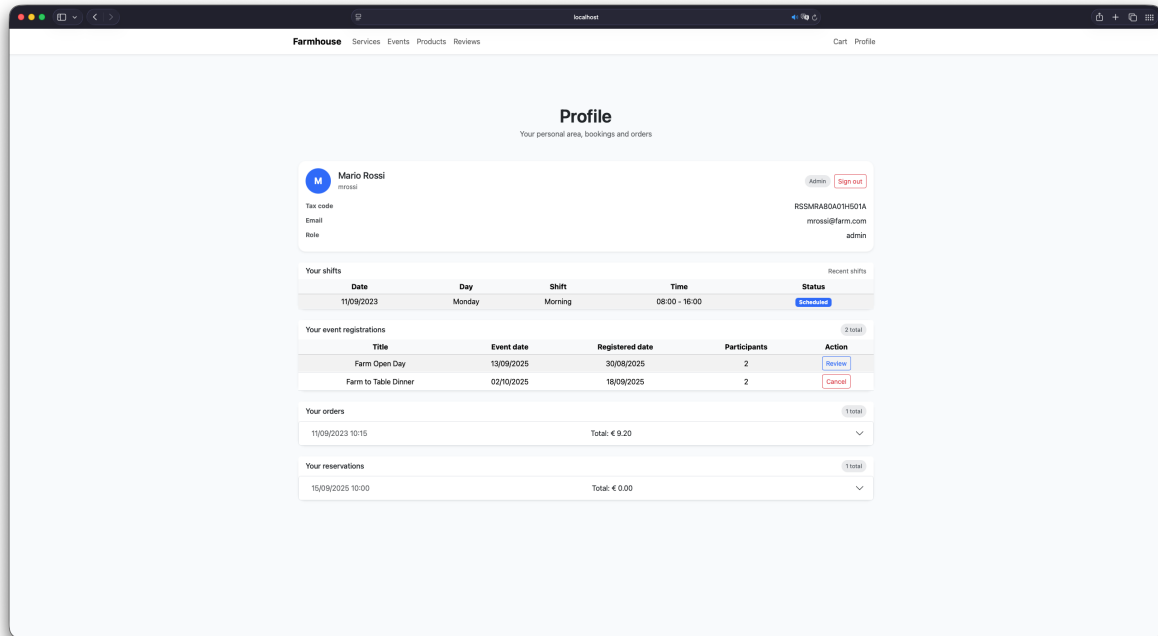 localhost
Farmhouse Services Events Products Reviews Cart Profile
Profile
Your personal area, bookings and orders
M
Mario Rossi
mrossi
Admin Sign out
Tax code RSSMRA80A01H501A
Email mrossi@farm.com
Role admin
Your shifts Recent shifts
Date Day Shift Time Status
11/09/2023 Monday Morning 08:00 - 16:00 Scheduled
Your event registrations 2 total
Title Event date Registered date Participants Action
Farm Open Day 13/09/2025 30/08/2025 2 Review
Farm to Table Dinner 02/10/2025 18/09/2025 2 Cancel
Your orders 1 total
11/09/2023 10:15 Total: € 9.20
Your reservations 1 total
15/09/2025 10:00 Total: € 0.00